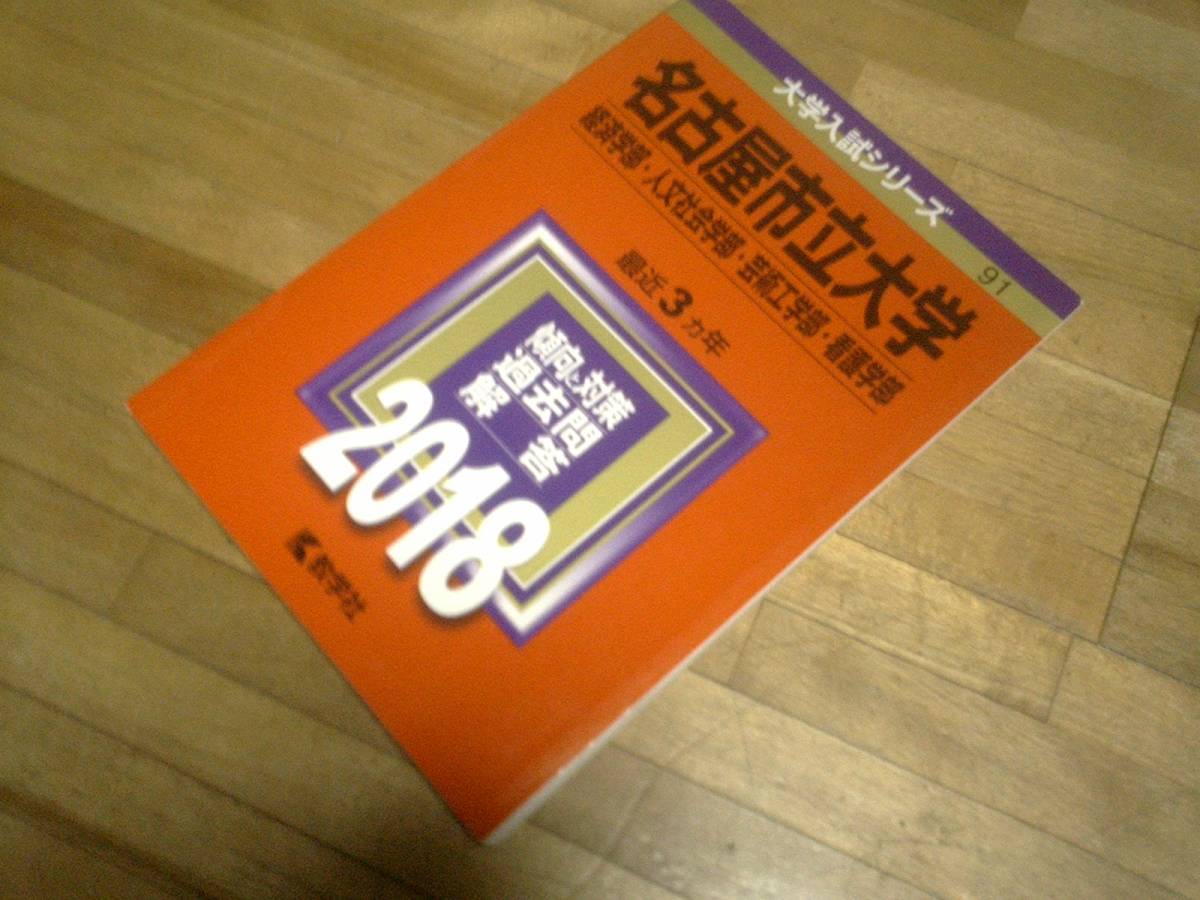 大学入試シリーズ
91
名古屋市立大学
経済学部・人文社会学部・芸術工学部・看護学部
最近3カ年
傾向と対策
過去問
解答
2018
教学社